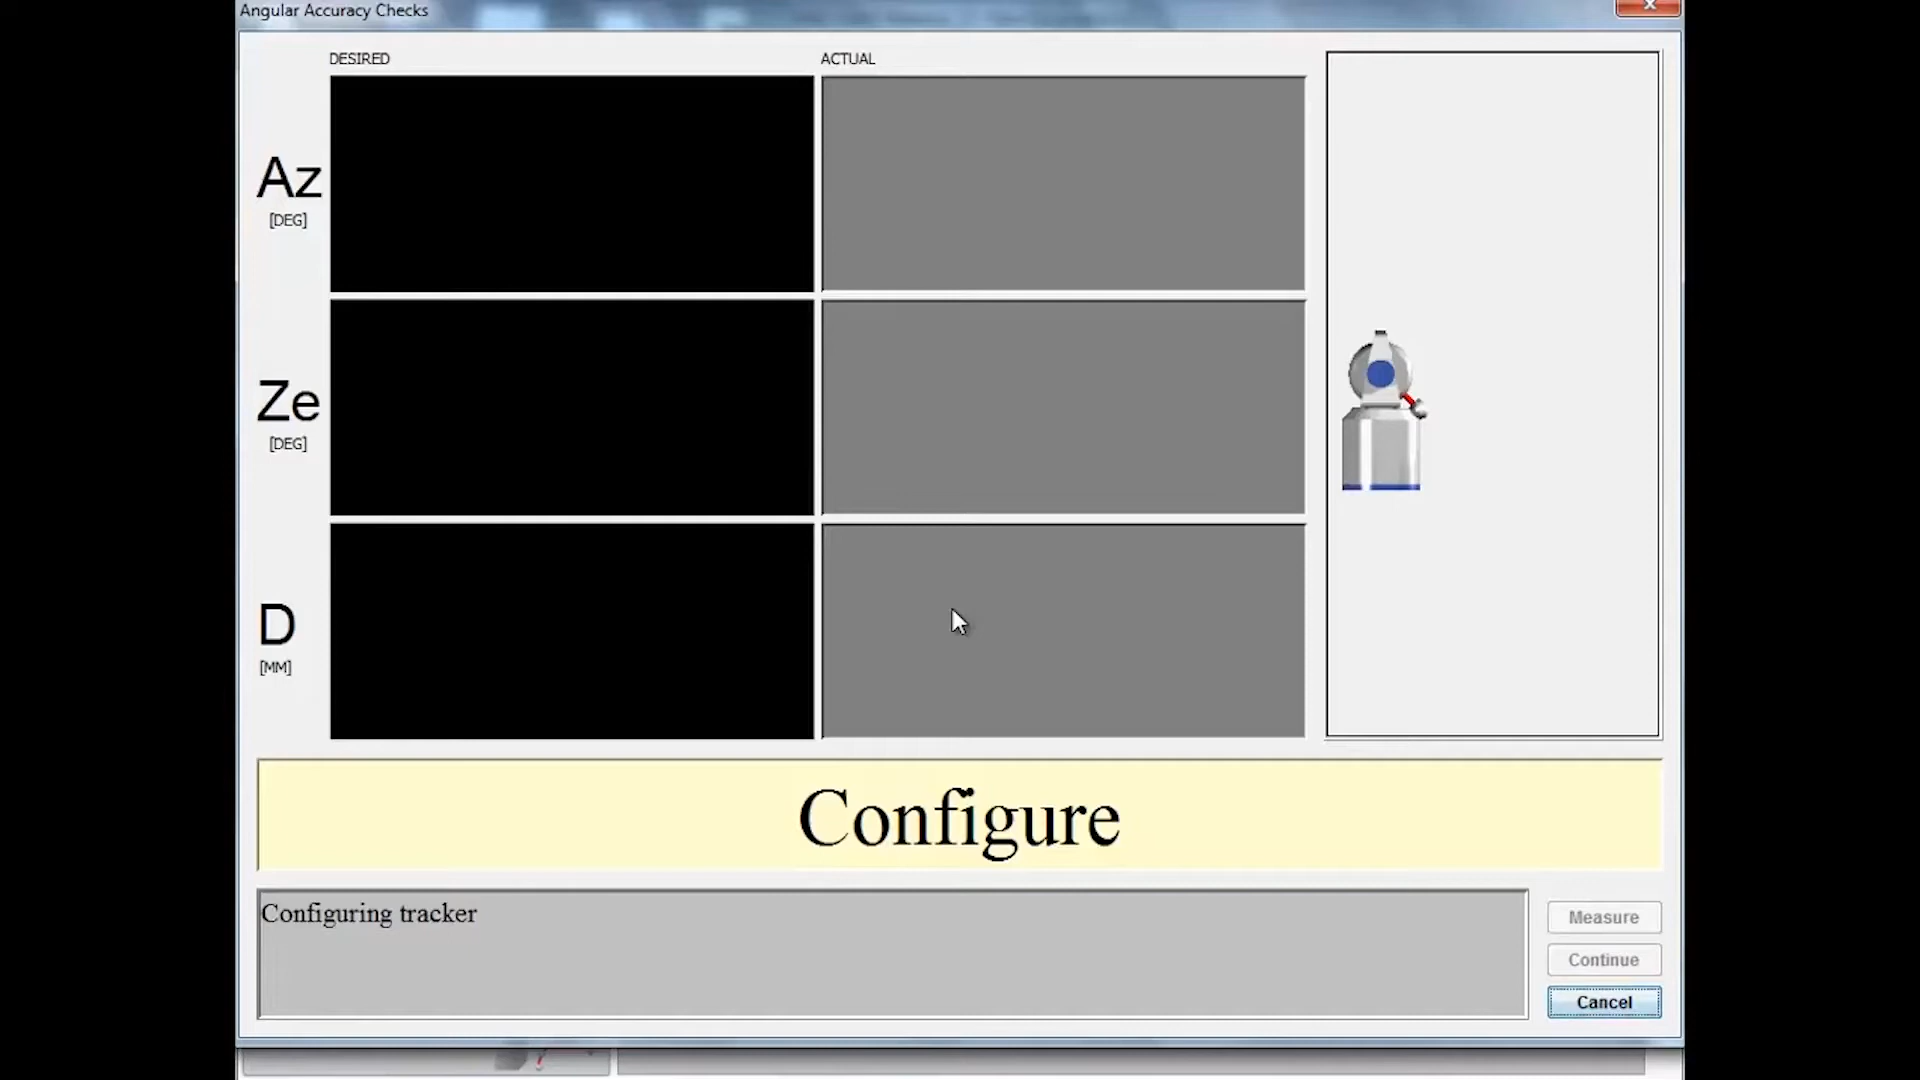 Angular Accuracy Checks
DESIRED ACTUAL
Az
[DEG]
Ze
[DEG]
D
[MM]
Configure
Configuring tracker
Measure
Continue
Cancel